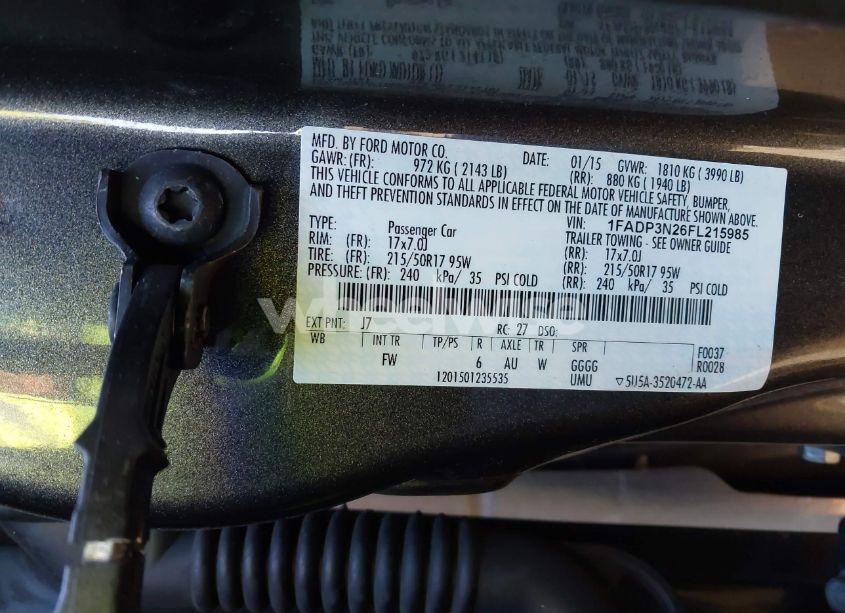 MFD. BY FORD MOTOR CO. DATE: 01/15 GVWR: 1810 KG ( 3990 LB)
GAWR: (FR): 972 KG ( 2143 LB) (RR): 880 KG ( 1940 LB)
THIS VEHICLE CONFORMS TO ALL APPLICABLE FEDERAL MOTOR VEHICLE SAFETY, BUMPER,
AND THEFT PREVENTION STANDARDS IN EFFECT ON THE DATE OF MANUFACTURE SHOWN ABOVE.
VIN: 1FADP3N26FL215985
TYPE: Passenger Car TRAILER TOWING - SEE OWNER GUIDE
RIM: (FR): 17x7.0J (RR): 17x7.0J
TIRE: (FR): 215/50R17 95W (RR): 215/50R17 95W
PRESSURE: (FR): 240 kPa/ 35 PSI COLD (RR): 240 kPa/ 35 PSI COLD
wheelwise
EXT PNT: J7 RC: 27 DSO: F0037
WB INT TR TP/PS R AXLE TR SPR R0028
FW 6 AU W GGGG
1201501235535 UMU ▽5U5A-3520472-AA